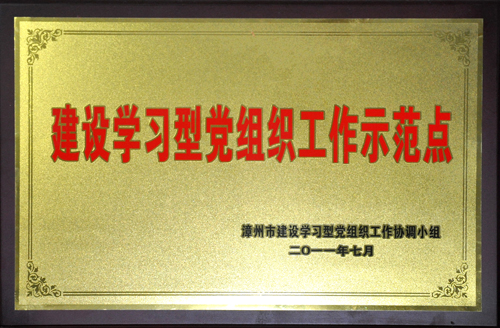 建设学习型党组织工作示范点
漳州市建设学习型党组织工作协调小组
二〇一一年七月